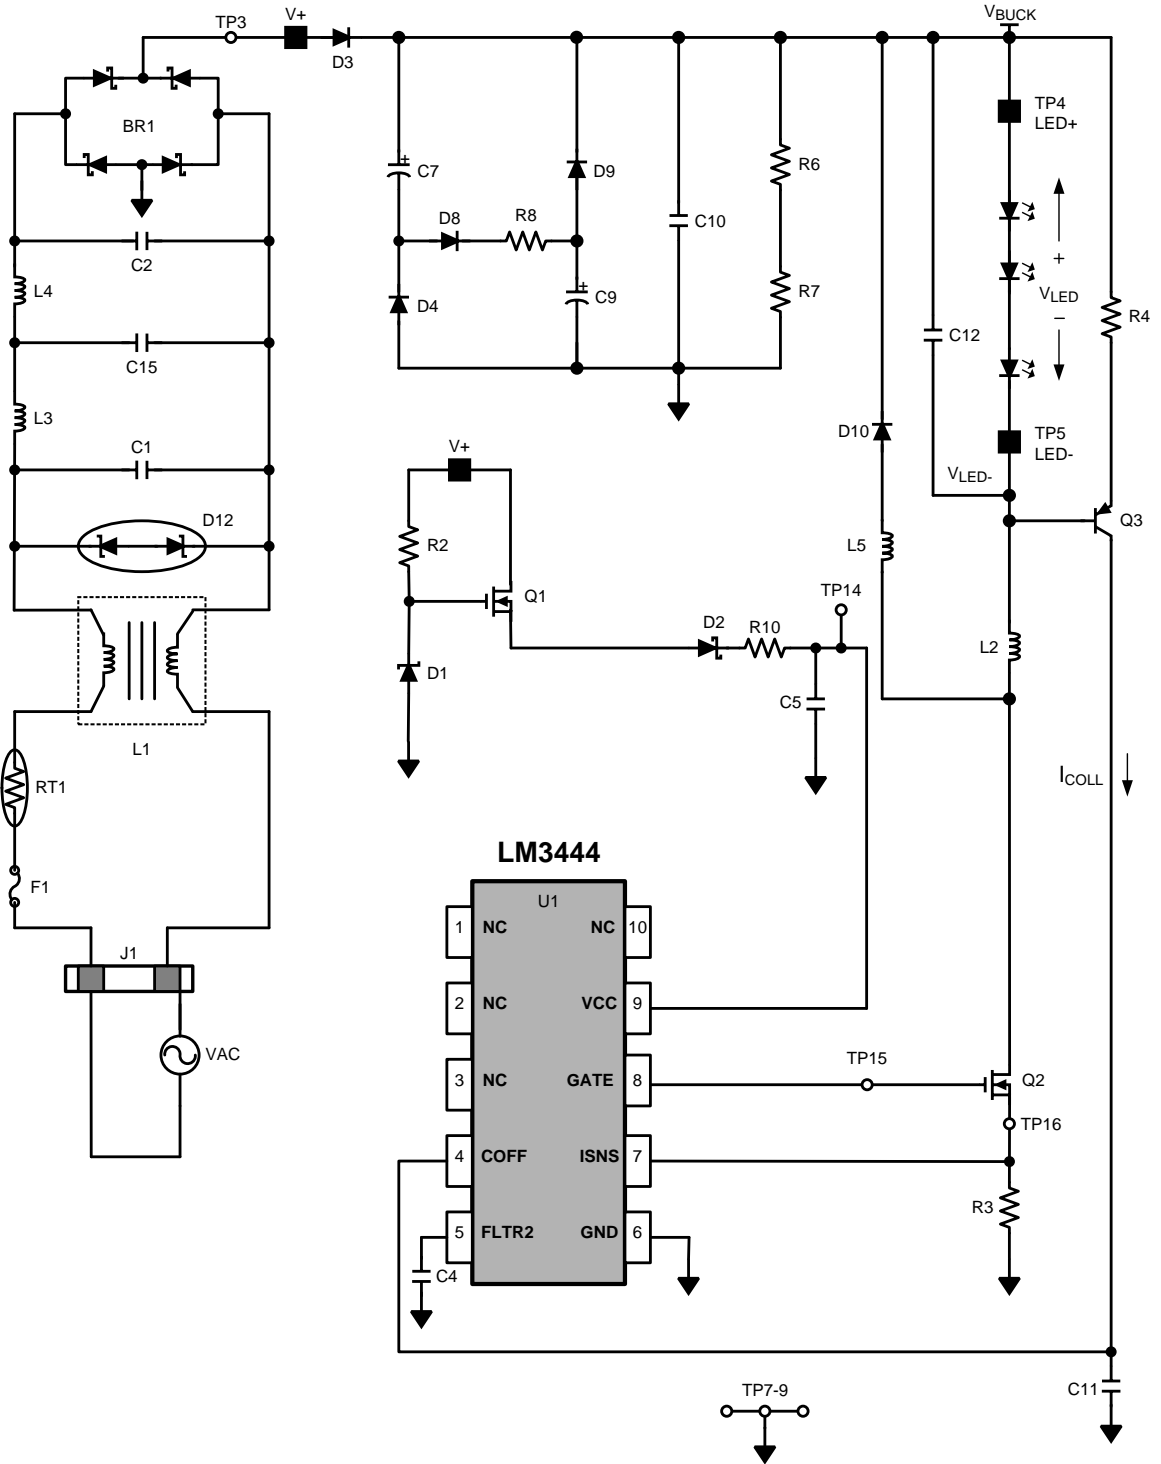 V+
TP3
D3
VBUCK
BR1
TP4
LED+
C7
D9
R6
D8
R8
C10
C2
L4
D4
C9
R7
+
VLED
−
R4
C12
C15
L3
D10
TP5
LED-
C1
V+
VLED-
D12
R2
L5
Q3
Q1
TP14
D2
R10
L2
D1
C5
L1
ICOLL
RT1
LM3444
F1
U1
1
NC
NC
10
J1
2
NC
VCC
9
VAC
3
NC
GATE
8
TP15
Q2
TP16
4
COFF
ISNS
7
R3
5
FLTR2
GND
6
C4
TP7-9
C11